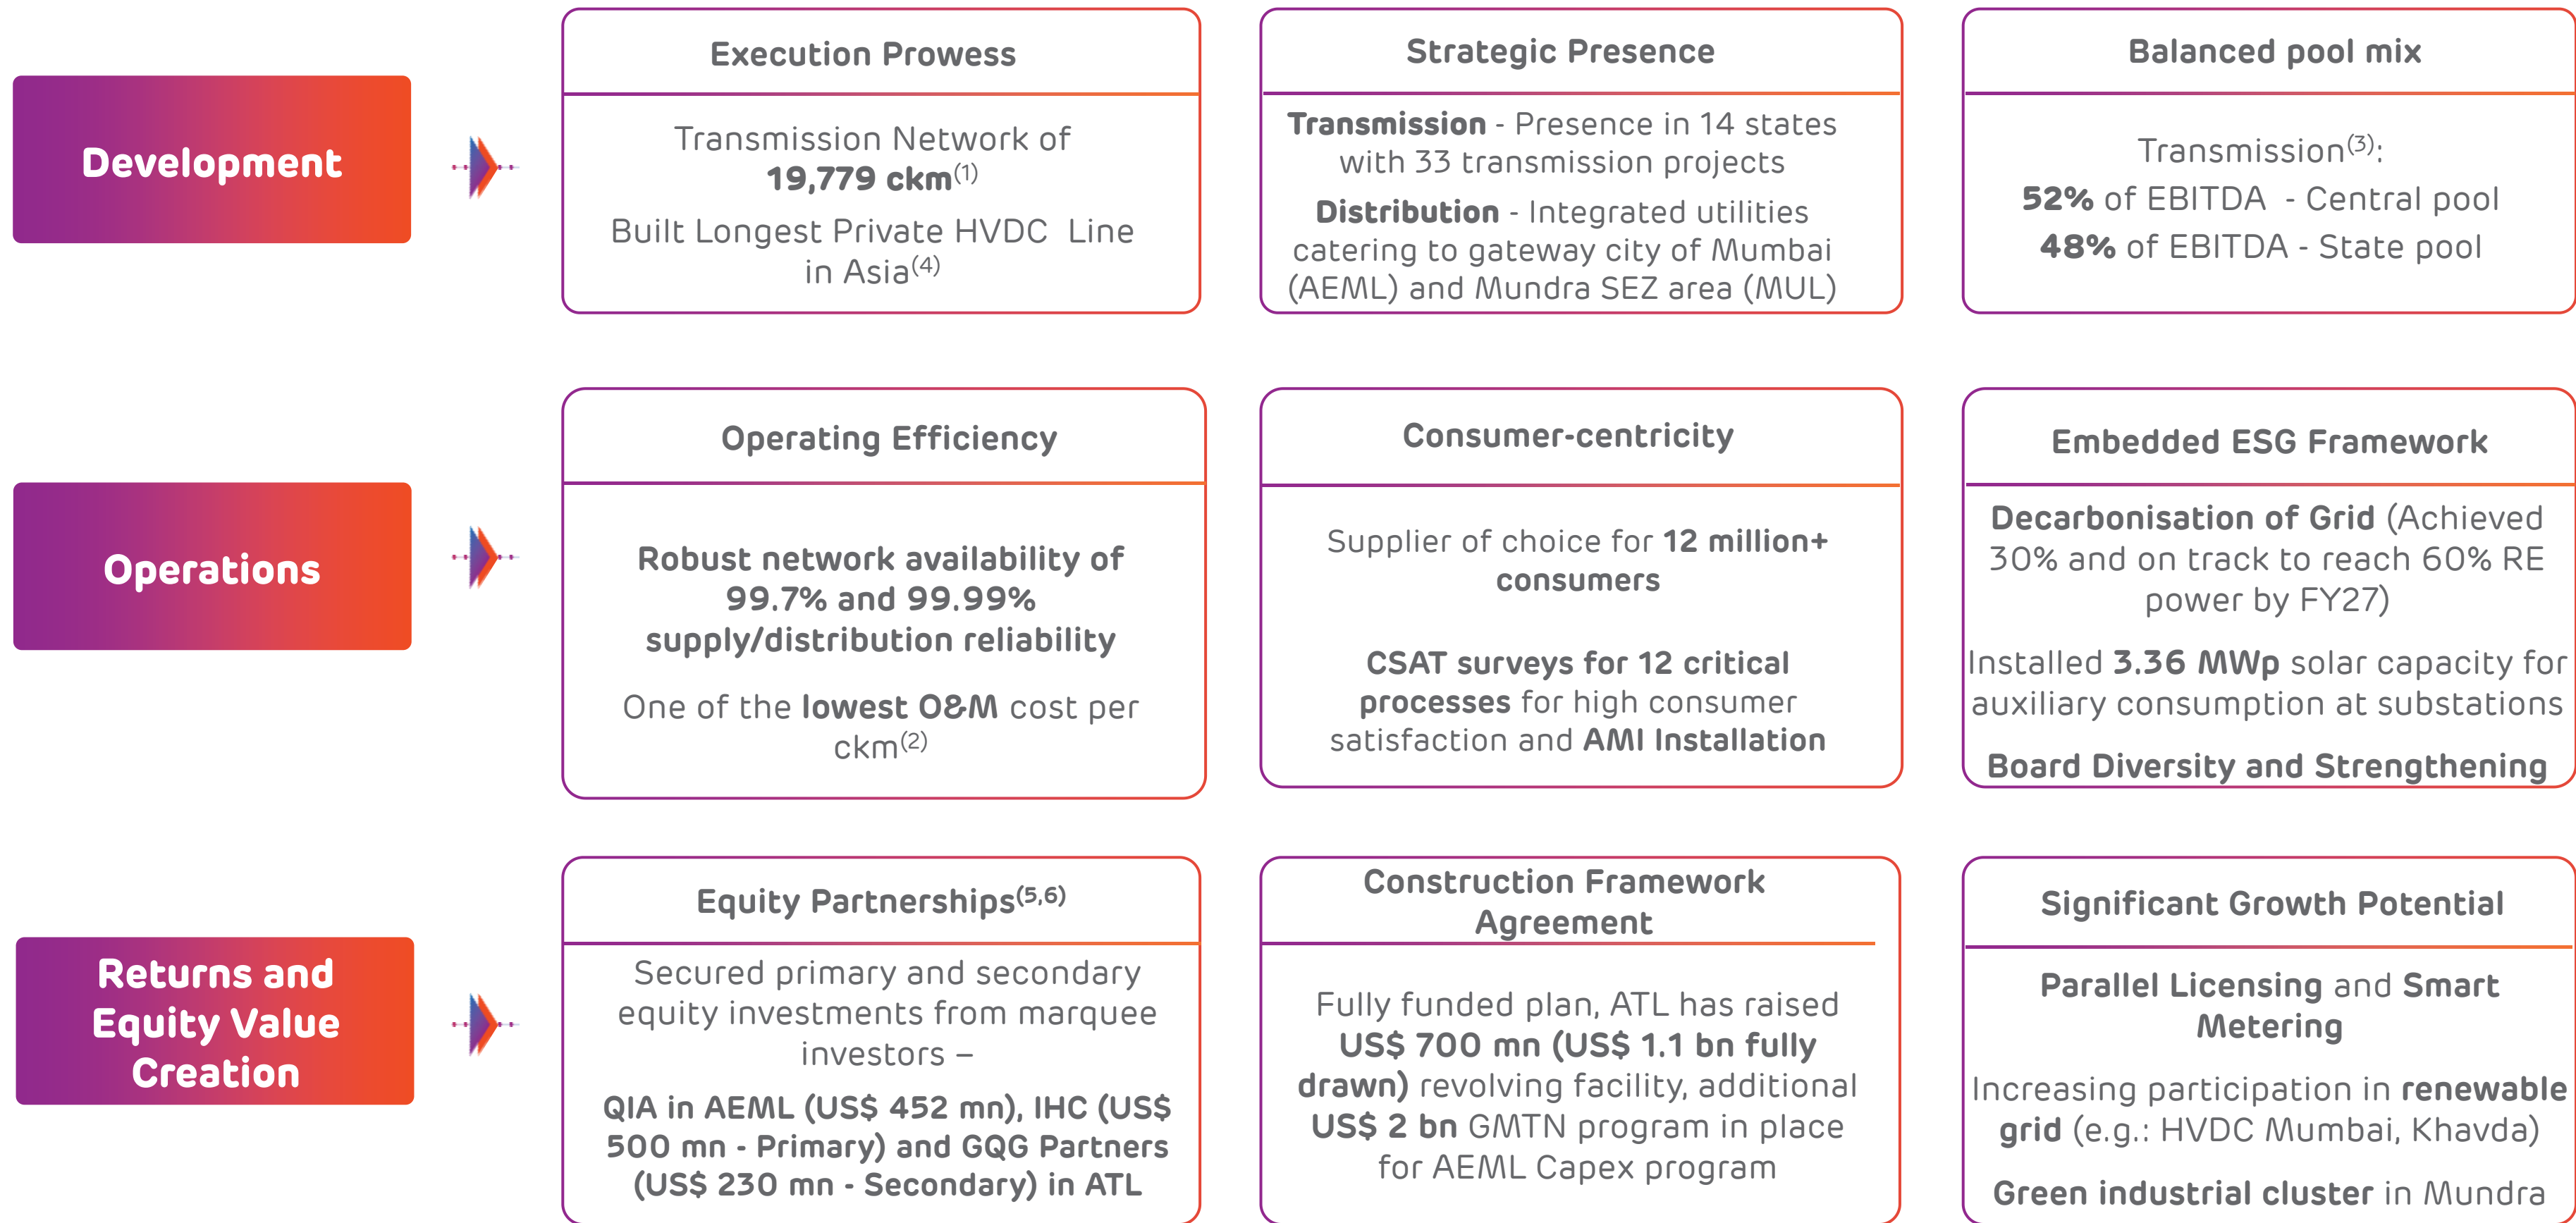 Development
Execution Prowess
Transmission Network of
19,779 ckm(1)
Built Longest Private HVDC Line
in Asia(4)
Strategic Presence
Transmission - Presence in 14 states
with 33 transmission projects
Distribution - Integrated utilities
catering to gateway city of Mumbai
(AEML) and Mundra SEZ area (MUL)
Balanced pool mix
Transmission(3):
52% of EBITDA - Central pool
48% of EBITDA - State pool
Operations
Operating Efficiency
Robust network availability of
99.7% and 99.99%
supply/distribution reliability
One of the lowest O&M cost per
ckm(2)
Consumer-centricity
Supplier of choice for 12 million+
consumers
CSAT surveys for 12 critical
processes for high consumer
satisfaction and AMI Installation
Embedded ESG Framework
Decarbonisation of Grid (Achieved
30% and on track to reach 60% RE
power by FY27)
Installed 3.36 MWp solar capacity for
auxiliary consumption at substations
Board Diversity and Strengthening
Returns and
Equity Value
Creation
Equity Partnerships(5,6)
Secured primary and secondary
equity investments from marquee
investors –
QIA in AEML (US$ 452 mn), IHC (US$
500 mn - Primary) and GQG Partners
(US$ 230 mn - Secondary) in ATL
Construction Framework
Agreement
Fully funded plan, ATL has raised
US$ 700 mn (US$ 1.1 bn fully
drawn) revolving facility, additional
US$ 2 bn GMTN program in place
for AEML Capex program
Significant Growth Potential
Parallel Licensing and Smart
Metering
Increasing participation in renewable
grid (e.g.: HVDC Mumbai, Khavda)
Green industrial cluster in Mundra